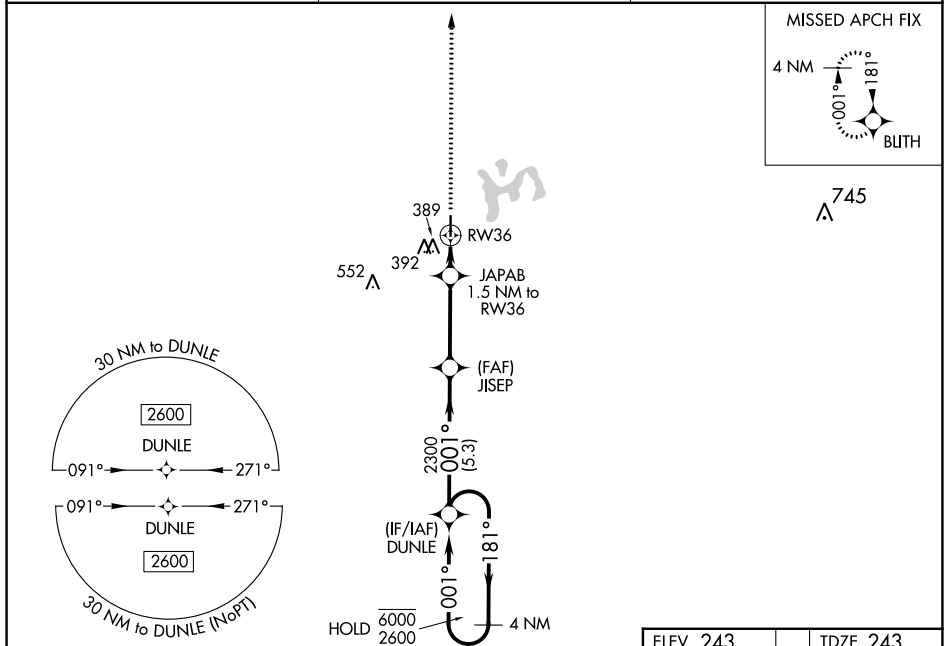 MISSED APCH FIX
4 NM
001°
181°
BLITH
745
389
RW36
392
552
JAPAB
1.5 NM to
RW36
(FAF)
JISEP
30 NM to DUNLE
2600
DUNLE
091°
271°
091°
271°
DUNLE
2600
30 NM to DUNLE (NoPT)
2300
001°
(5.3)
(IF/IAF)
DUNLE
181°
001°
HOLD
6000
2600
4 NM
ELEV 243
TDZE 243